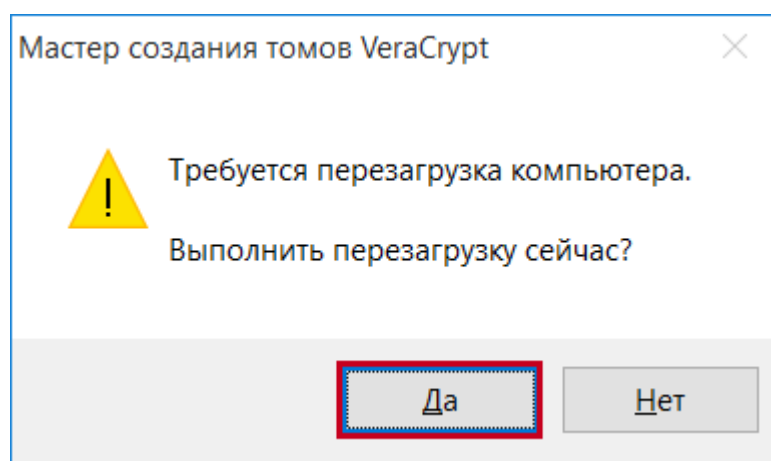 Мастер создания томов VeraCrypt
!
Требуется перезагрузка компьютера.
Выполнить перезагрузку сейчас?
Да
Нет